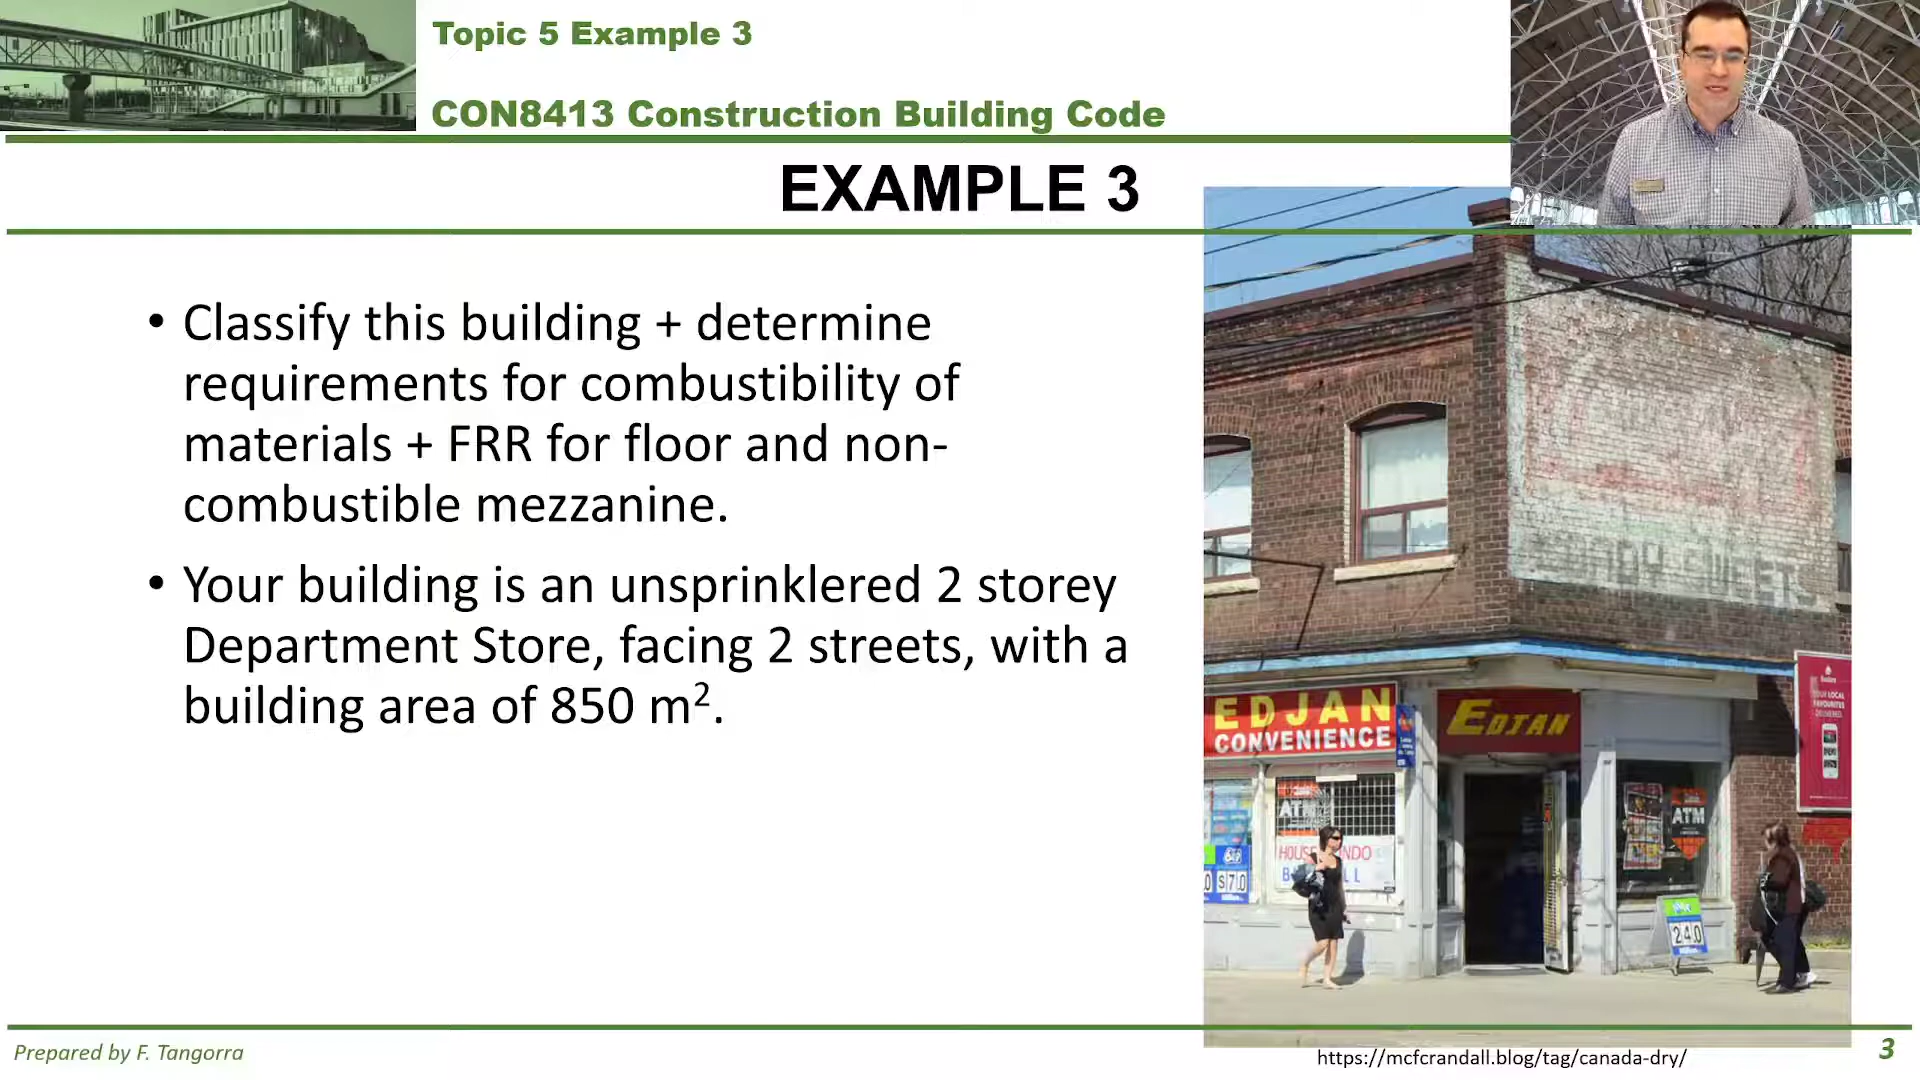 Topic 5 Example 3
CON8413 Construction Building Code
EXAMPLE 3
• Classify this building + determine
requirements for combustibility of
materials + FRR for floor and non-
combustible mezzanine.
• Your building is an unsprinklered 2 storey
Department Store, facing 2 streets, with a
building area of 850 m².
EDJAN
CONVENIENCE
EDJAN
ATM
ATM
240
Prepared by F. Tangorra
https://mcfcrandall.blog/tag/canada-dry/
3